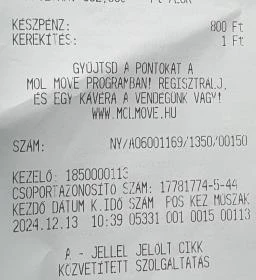 KÉSZPÉNZ: 800 Ft
KEREKÍTÉS: 1 Ft
GYŰJTSD A PONTOKAT A
MOL MOVE PROGRAMBAN! REGISZTRÁLJ,
ÉS EGY KÁVÉRA A VENDÉGÜNK VAGY!
WWW.MOLMOVE.HU
SZÁM: NY/A06001169/1350/00150
KEZELŐ: 1850000113
CSOPORTAZONOSÍTÓ SZÁM: 17781774-5-44
KEZDŐ DÁTUM K.IDŐ SZÁM POS KEZ MŰSZAK
2024.12.13 10:39 05331 001 0015 00113
A - JELLEL JELÖLT CIKK
KÖZVETÍTETT SZOLGÁLTATÁS